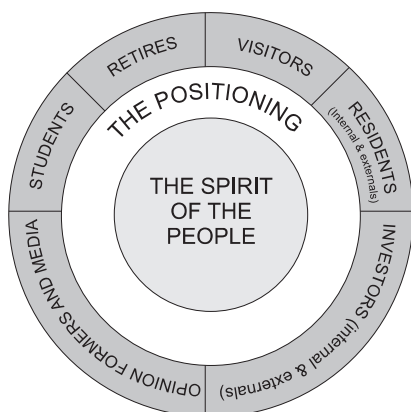 RETIRES
VISITORS
STUDENTS
RESIDENTS
(Internal & externals)
THE POSITIONING
THE SPIRIT
OF THE
PEOPLE
OPINION FORMERS AND MEDIA
INVESTORS (internal & externals)